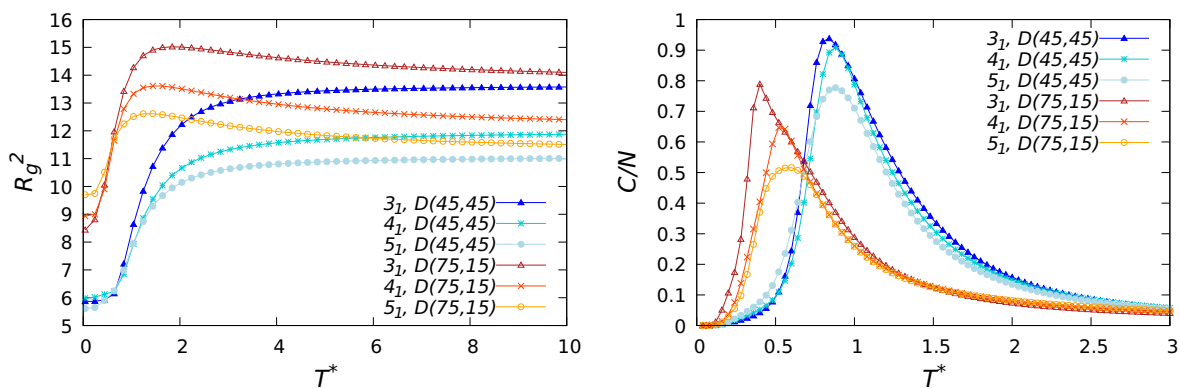 R_g^2
16
15
14
13
12
11
10
9
8
7
6
5
0 2 4 6 8 10
T*
3_1, D(45,45)
4_1, D(45,45)
5_1, D(45,45)
3_1, D(75,15)
4_1, D(75,15)
5_1, D(75,15)
C/N
1
0.9
0.8
0.7
0.6
0.5
0.4
0.3
0.2
0.1
0
0 0.5 1 1.5 2 2.5 3
T*
3_1, D(45,45)
4_1, D(45,45)
5_1, D(45,45)
3_1, D(75,15)
4_1, D(75,15)
5_1, D(75,15)